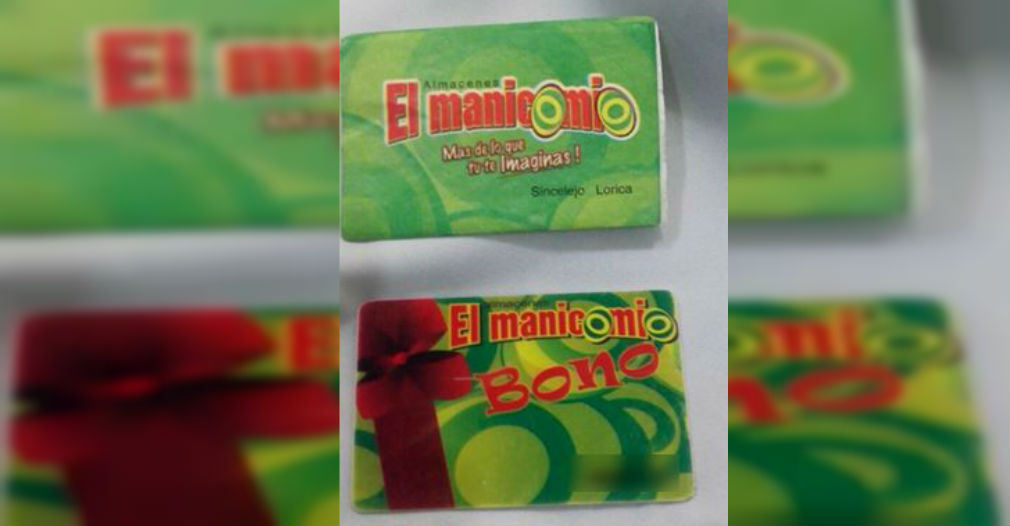 Almacenes
El manicomio
Mas de lo que
tu te Imaginas !
Sincelejo Lorica
Almacenes
El manicomio
Bono